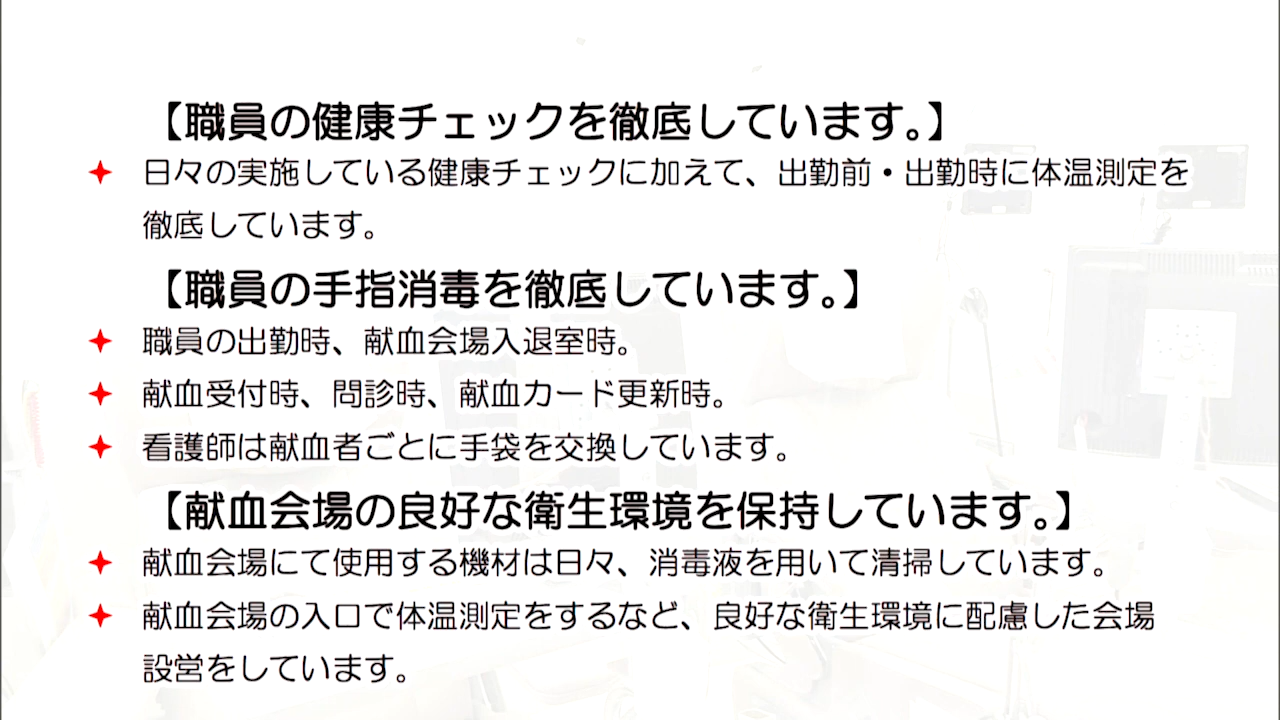 【職員の健康チェックを徹底しています。】
日々の実施している健康チェックに加えて、出勤前・出勤時に体温測定を
徹底しています。
【職員の手指消毒を徹底しています。】
職員の出勤時、献血会場入退室時。
献血受付時、問診時、献血カード更新時。
看護師は献血者ごとに手袋を交換しています。
【献血会場の良好な衛生環境を保持しています。】
献血会場にて使用する機材は日々、消毒液を用いて清掃しています。
献血会場の入口で体温測定をするなど、良好な衛生環境に配慮した会場
設営をしています。